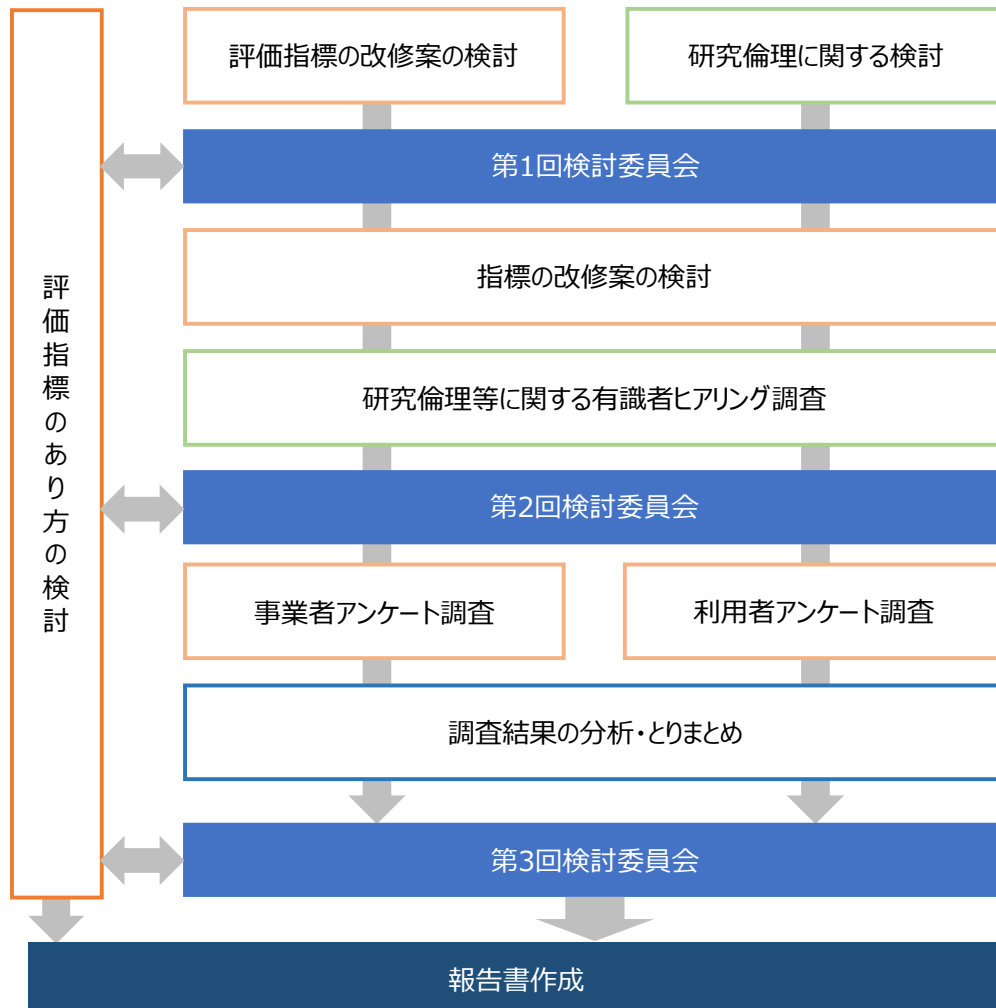 評価指標のあり方の検討
評価指標の改修案の検討
研究倫理に関する検討
第1回検討委員会
指標の改修案の検討
研究倫理等に関する有識者ヒアリング調査
第2回検討委員会
事業者アンケート調査
利用者アンケート調査
調査結果の分析・とりまとめ
第3回検討委員会
報告書作成